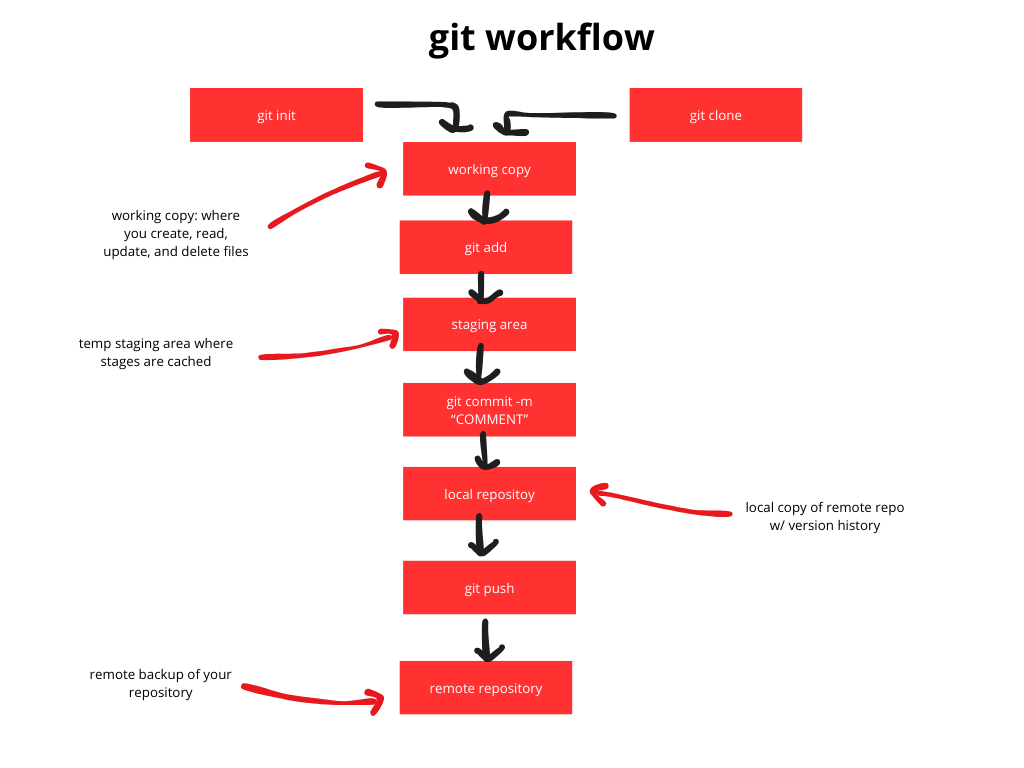 git workflow
git init
git clone
working copy
working copy: where
you create, read,
update, and delete files
git add
staging area
temp staging area where
stages are cached
git commit -m
“COMMENT”
local repositoy
local copy of remote repo
w/ version history
git push
remote backup of your
repository
remote repository